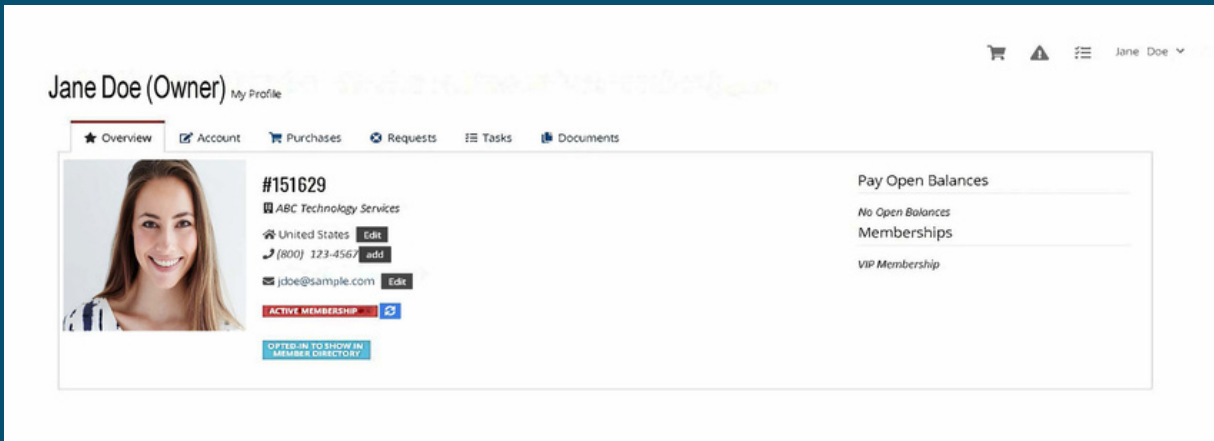 Jane Doe
Jane Doe (Owner) My Profile
Overview Account Purchases Requests Tasks Documents
#151629
ABC Technology Services
United States Edit
(800) 123-4567 add
jdoe@sample.com Edit
ACTIVE MEMBERSHIP
OPTED-IN TO SHOW IN
MEMBER DIRECTORY
Pay Open Balances
No Open Balances
Memberships
VIP Membership